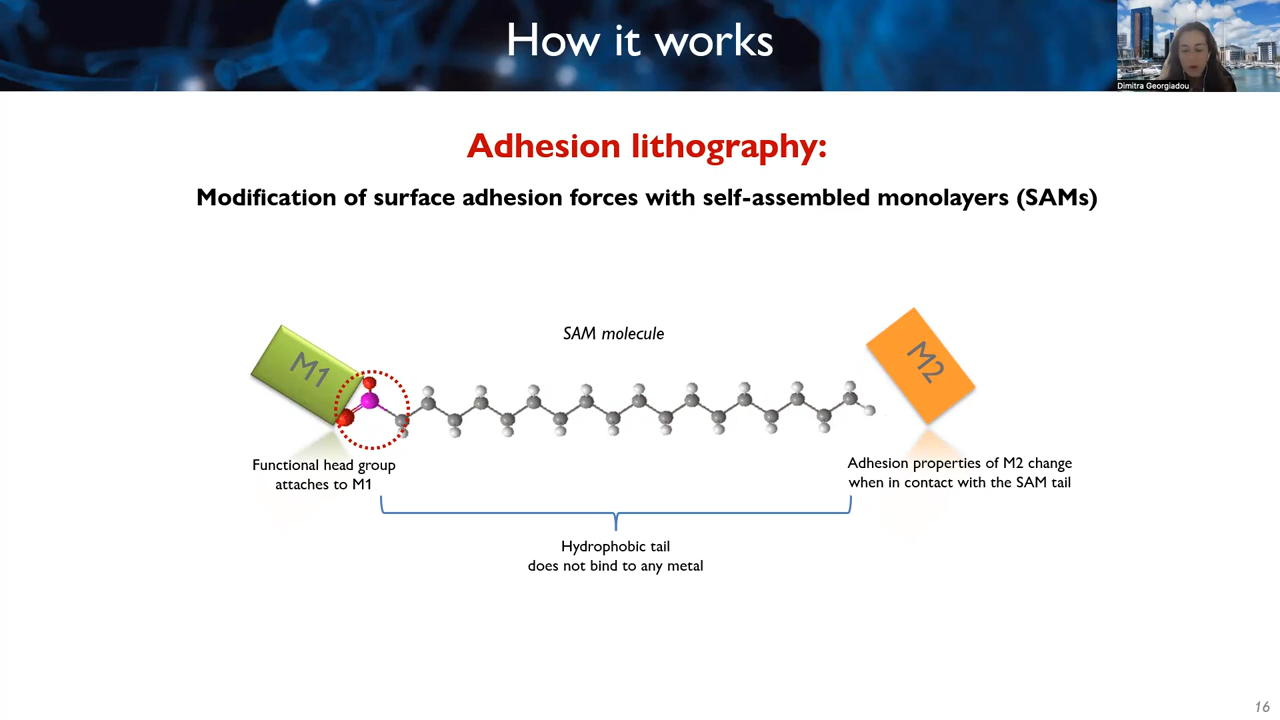 How it works
Dimitra Georgiadou
Adhesion lithography:
Modification of surface adhesion forces with self-assembled monolayers (SAMs)
SAM molecule
M1
M2
Functional head group
attaches to M1
Adhesion properties of M2 change
when in contact with the SAM tail
Hydrophobic tail
does not bind to any metal
16